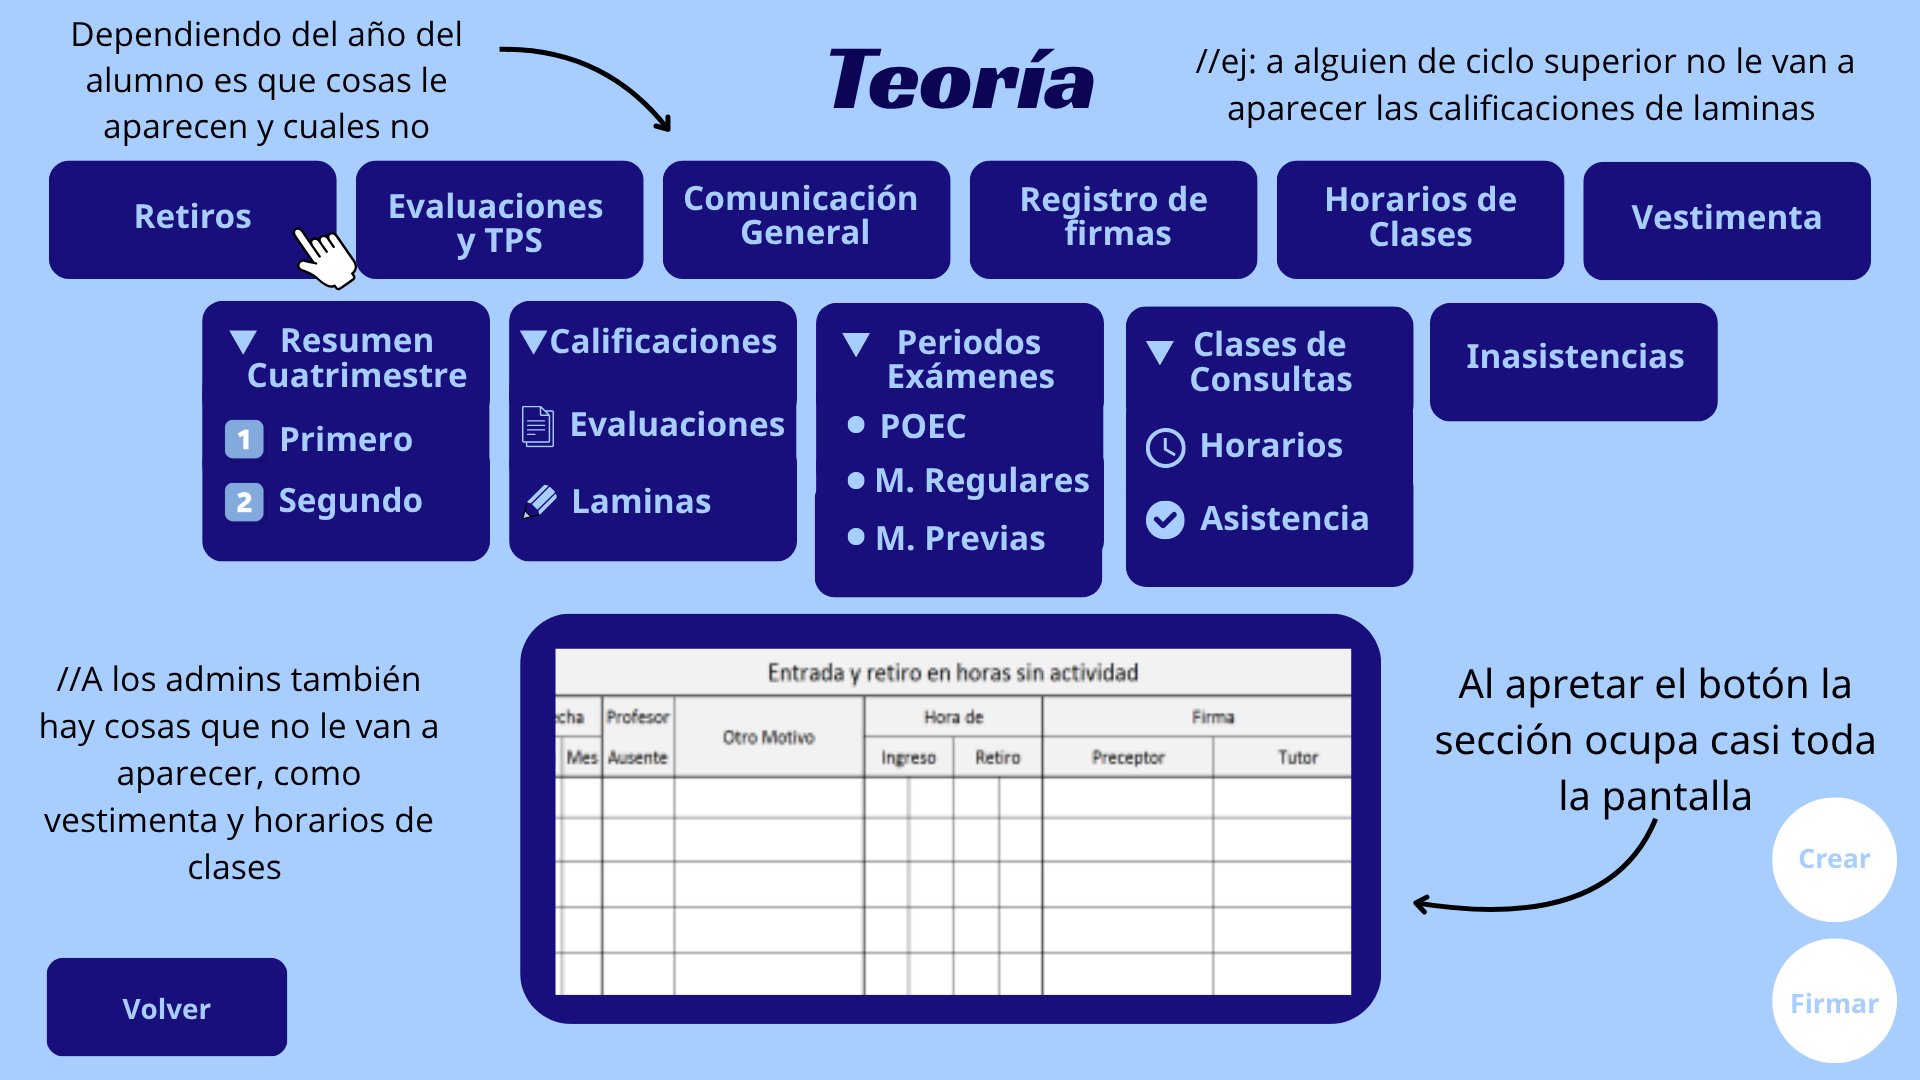 Dependiendo del año del
alumno es que cosas le
aparecen y cuales no
Teoría
//ej: a alguien de ciclo superior no le van a
aparecer las calificaciones de laminas
Retiros
Evaluaciones
y TPS
Comunicación
General
Registro de
firmas
Horarios de
Clases
Vestimenta
Resumen
Cuatrimestre
1 Primero
2 Segundo
Calificaciones
Evaluaciones
Laminas
Periodos
Exámenes
POEC
M. Regulares
M. Previas
Clases de
Consultas
Horarios
Asistencia
Inasistencias
//A los admins también
hay cosas que no le van a
aparecer, como
vestimenta y horarios de
clases
Entrada y retiro en horas sin actividad
cha
Mes
Profesor
Ausente
Otro Motivo
Hora de
Ingreso
Retiro
Firma
Preceptor
Tutor
Al apretar el botón la
sección ocupa casi toda
la pantalla
Crear
Firmar
Volver